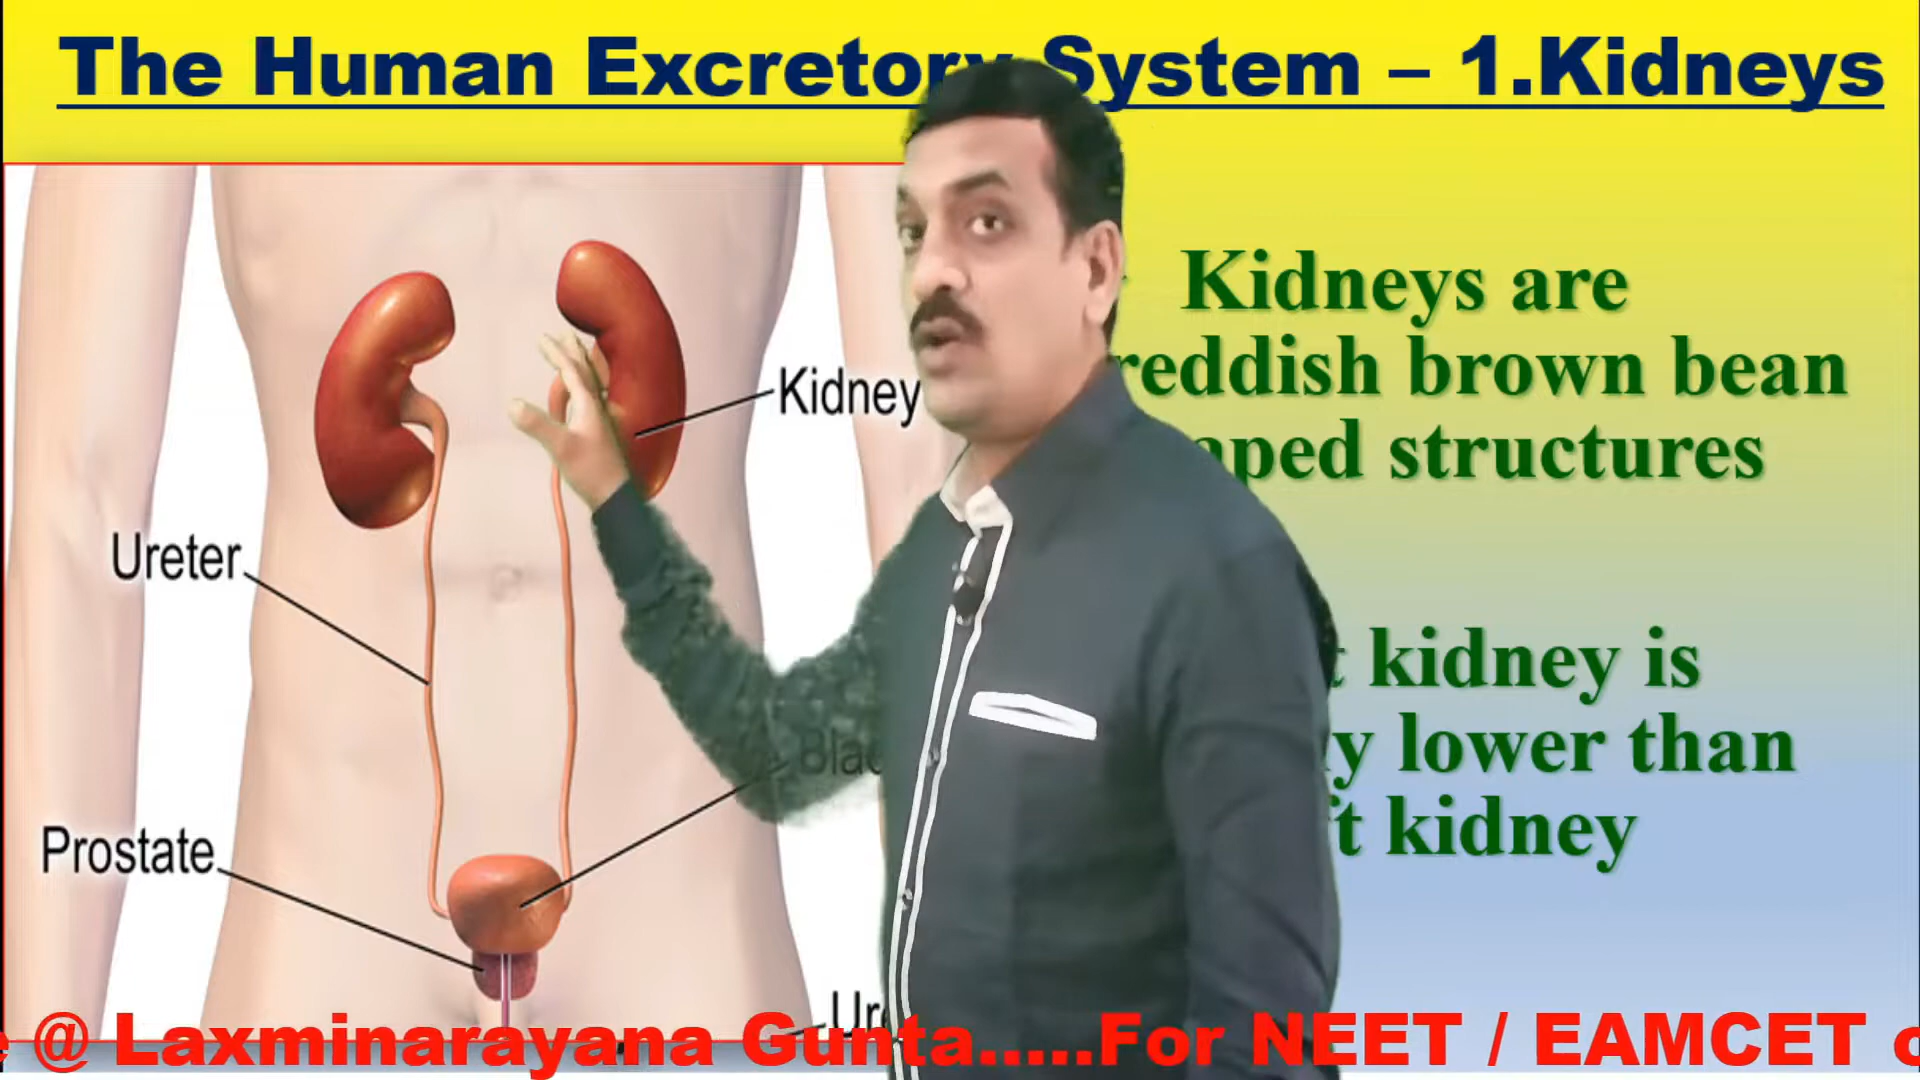 The Human Excretory System – 1.Kidneys
Kidneys are
reddish brown bean
structures
Kidney
Ureter
kidney is
lower than
kidney
Prostate
@ Laxminarayana Gunta.....For NEET / EAMCET